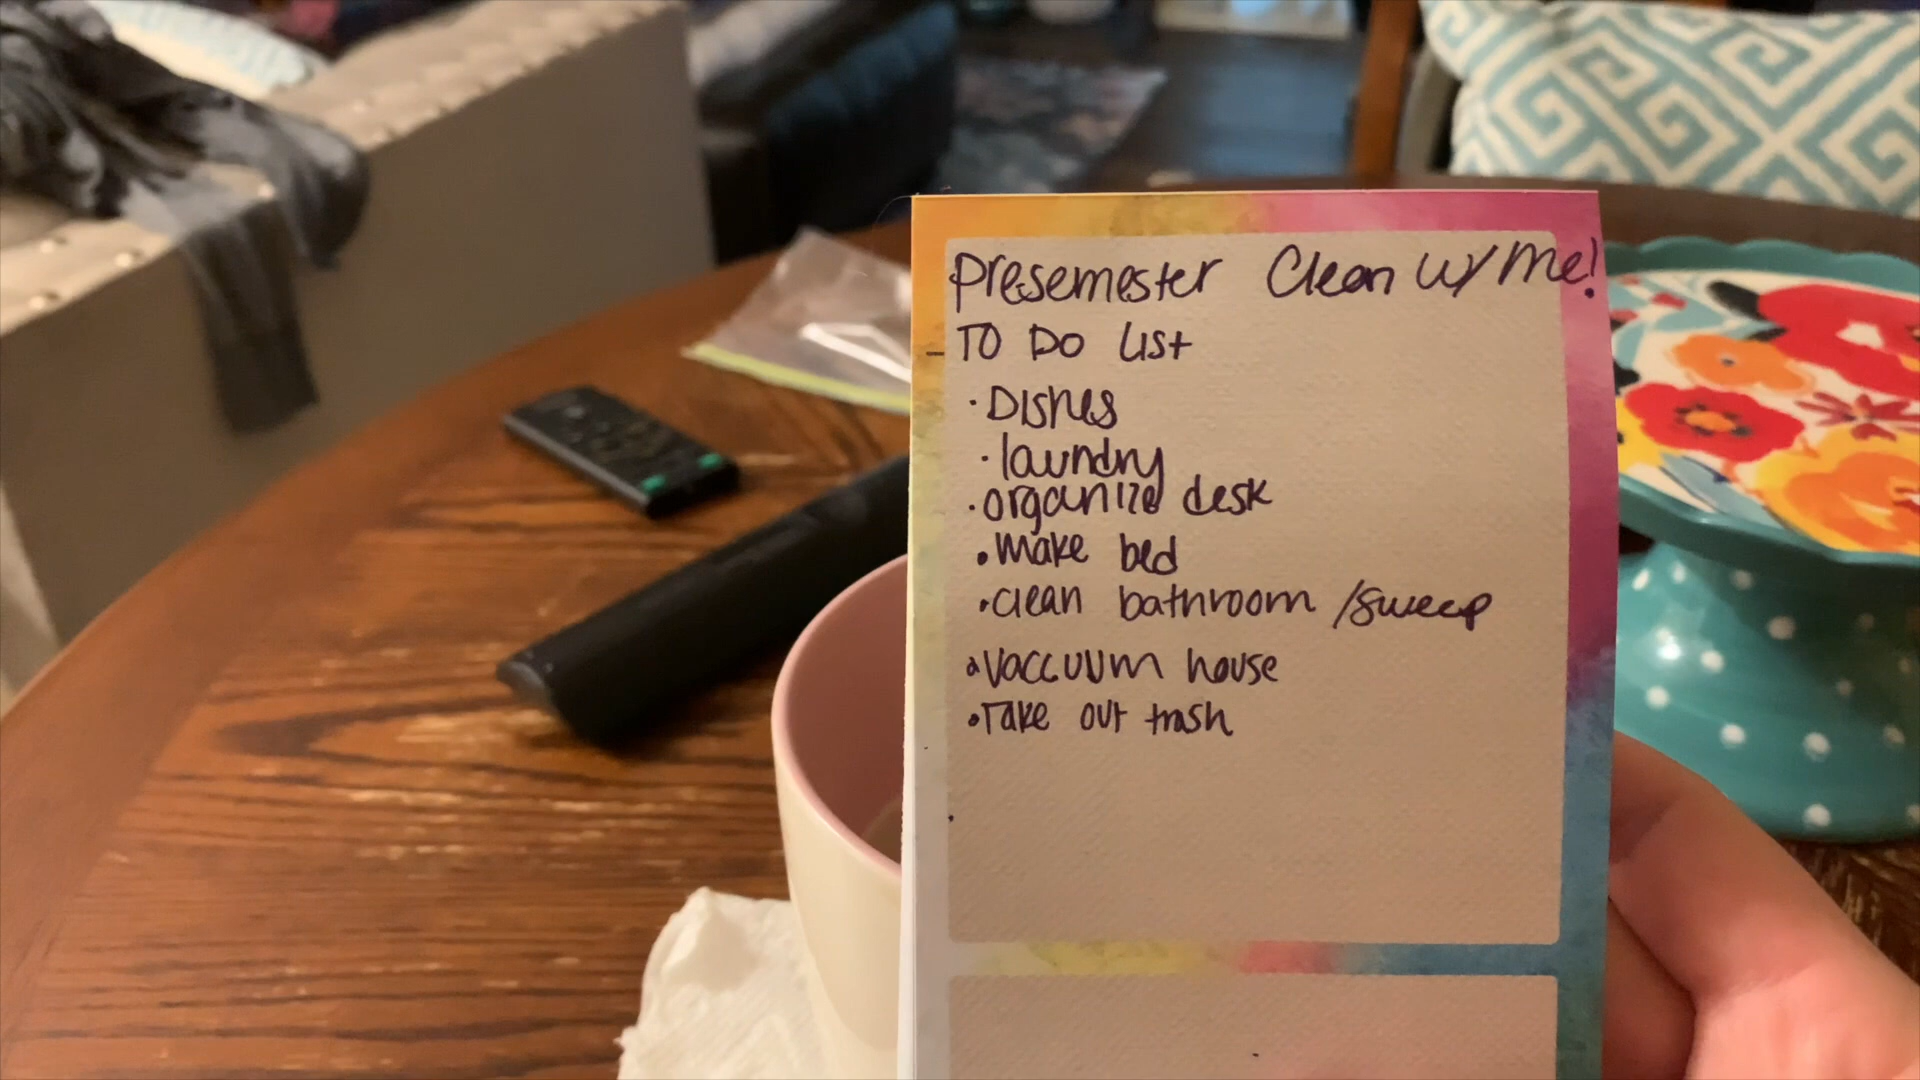 Presemester Clean w/ me!
- TO DO LIST
· Dishes
· laundry
· organize desk
· make bed
· clean bathroom /sweep
· Vaccuum house
· Take out trash